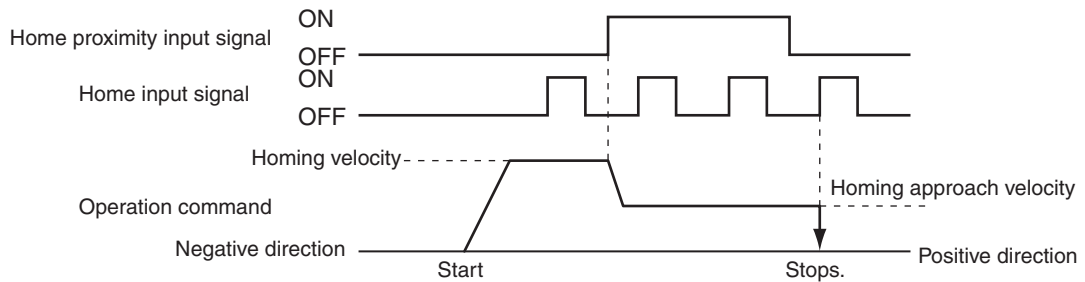 ON
Home proximity input signal
OFF
ON
Home input signal
OFF
Homing velocity
Homing approach velocity
Operation command
Negative direction
Positive direction
Start
Stops.